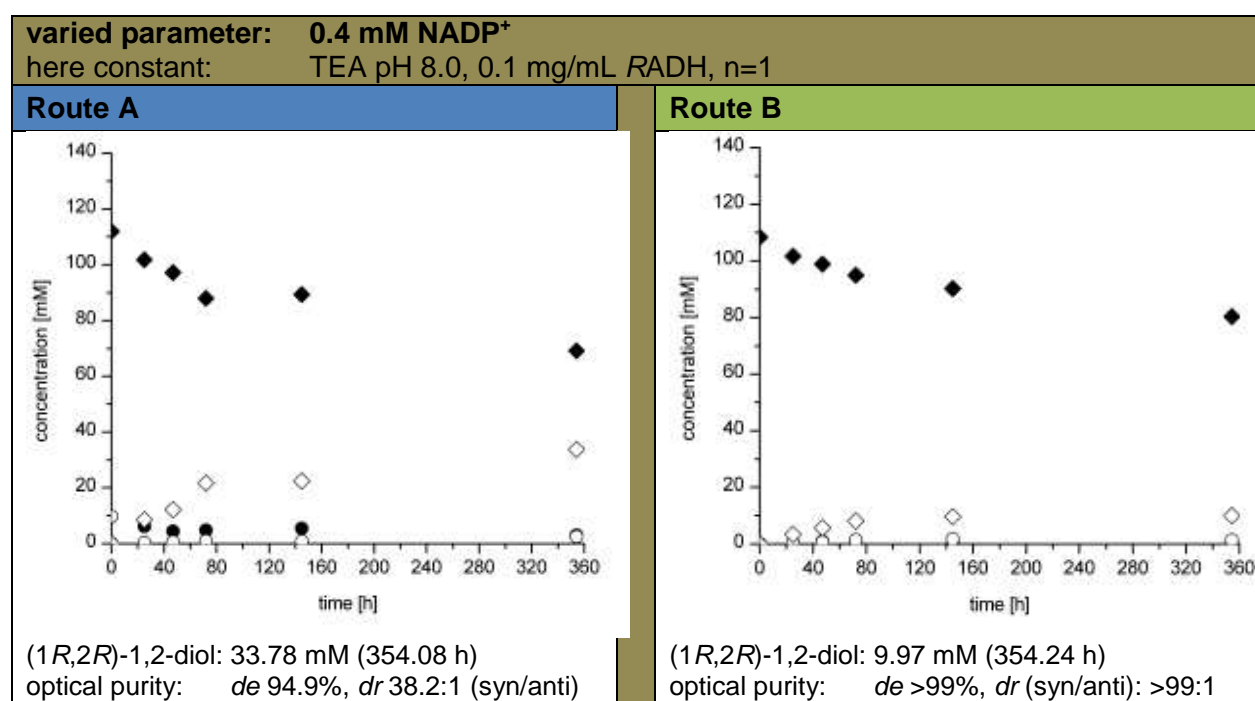 varied parameter: 0.4 mM NADP+
here constant: TEA pH 8.0, 0.1 mg/mL RADH, n=1
Route A
Route B
140
120
100
80
60
40
20
0
concentration [mM]
0 40 80 120 160 200 240 280 320 360
time [h]
140
120
100
80
60
40
20
0
concentration [mM]
0 40 80 120 160 200 240 280 320 360
time [h]
(1R,2R)-1,2-diol: 33.78 mM (354.08 h)
optical purity: de 94.9%, dr 38.2:1 (syn/anti)
(1R,2R)-1,2-diol: 9.97 mM (354.24 h)
optical purity: de >99%, dr (syn/anti): >99:1